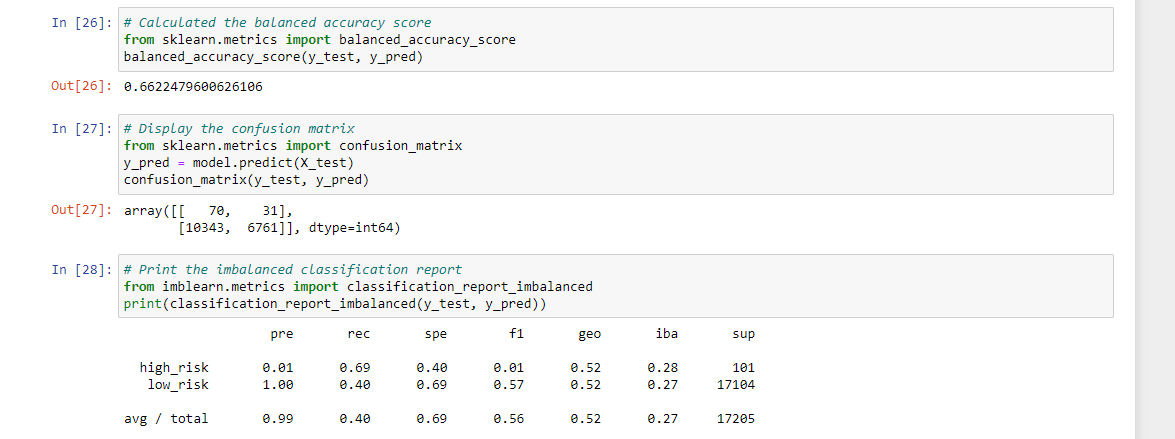 In [26]: # Calculated the balanced accuracy score
from sklearn.metrics import balanced_accuracy_score
balanced_accuracy_score(y_test, y_pred)
Out[26]: 0.6622479600626106
In [27]: # Display the confusion matrix
from sklearn.metrics import confusion_matrix
y_pred = model.predict(X_test)
confusion_matrix(y_test, y_pred)
Out[27]: array([[   70,    31],
       [10343,  6761]], dtype=int64)
In [28]: # Print the imbalanced classification report
from imblearn.metrics import classification_report_imbalanced
print(classification_report_imbalanced(y_test, y_pred))
pre rec spe f1 geo iba sup
high_risk 0.01 0.69 0.40 0.01 0.52 0.28 101
low_risk 1.00 0.40 0.69 0.57 0.52 0.27 17104
avg / total 0.99 0.40 0.69 0.56 0.52 0.27 17205